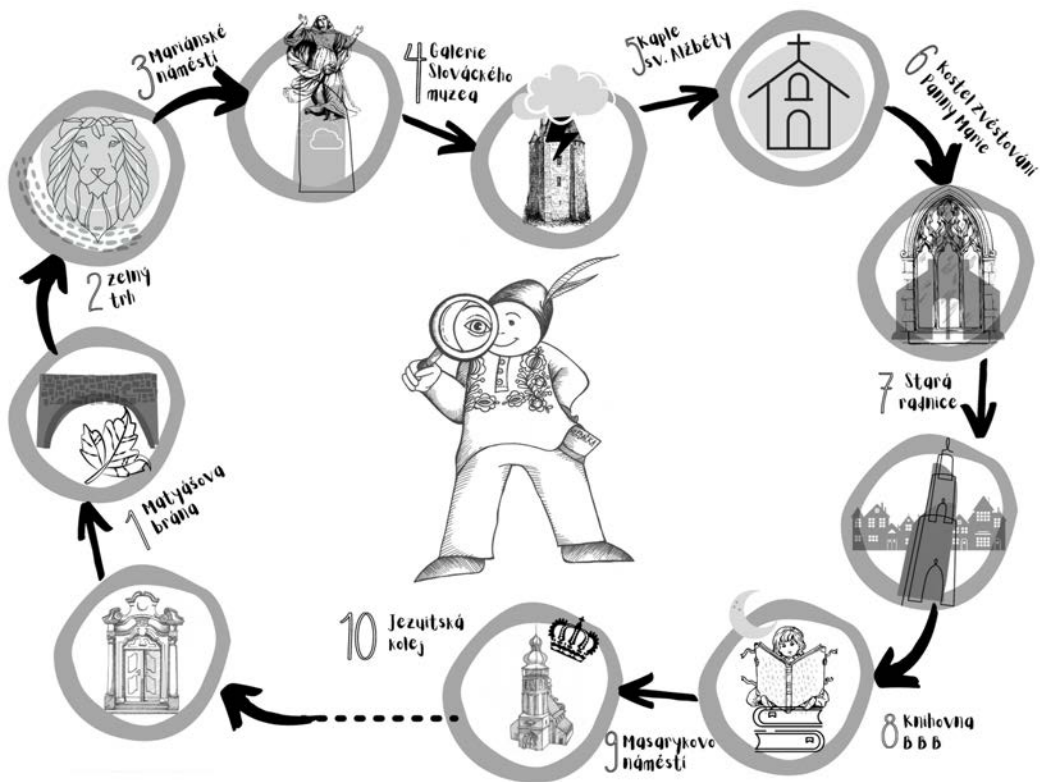 1 Matyášova
brána
2 zelný
trh
3 Mariánské
náměstí
4 Galerie
Slováckého
muzea
5 Kaple
sv. Alžběty
6 Kostel Zvěstování
Panny Marie
7 Stará
radnice
8 Knihovna
B B B
9 Masarykovo
náměstí
10 Jezuitská
kolej